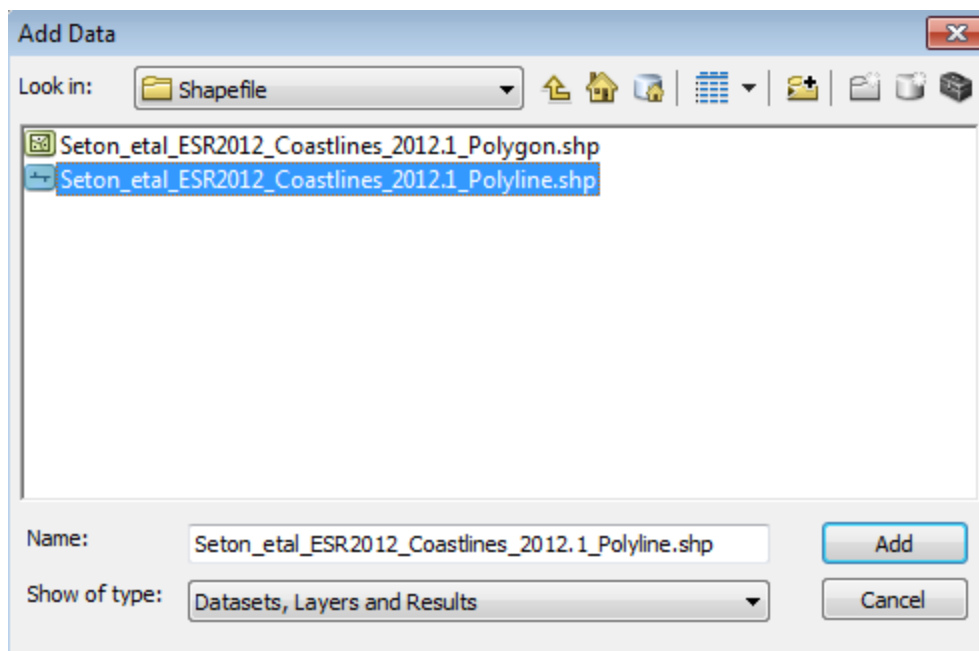 Add Data
Look in: Shapefile
Seton_etal_ESR2012_Coastlines_2012.1_Polygon.shp
Seton_etal_ESR2012_Coastlines_2012.1_Polyline.shp
Name: Seton_etal_ESR2012_Coastlines_2012.1_Polyline.shp Add
Show of type: Datasets, Layers and Results Cancel